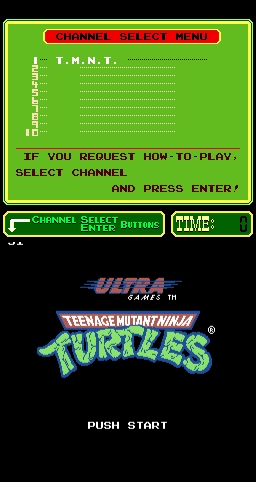 CHANNEL SELECT MENU
1 T.M.N.T.
2
3
4
5
6
7
8
9
10
IF YOU REQUEST HOW-TO-PLAY,
SELECT CHANNEL
AND PRESS ENTER!
CHANNEL SELECT
ENTER BUTTONS
TIME: 0
ULTRA
GAMES TM
TEENAGE MUTANT NINJA
TURTLES®
PUSH START